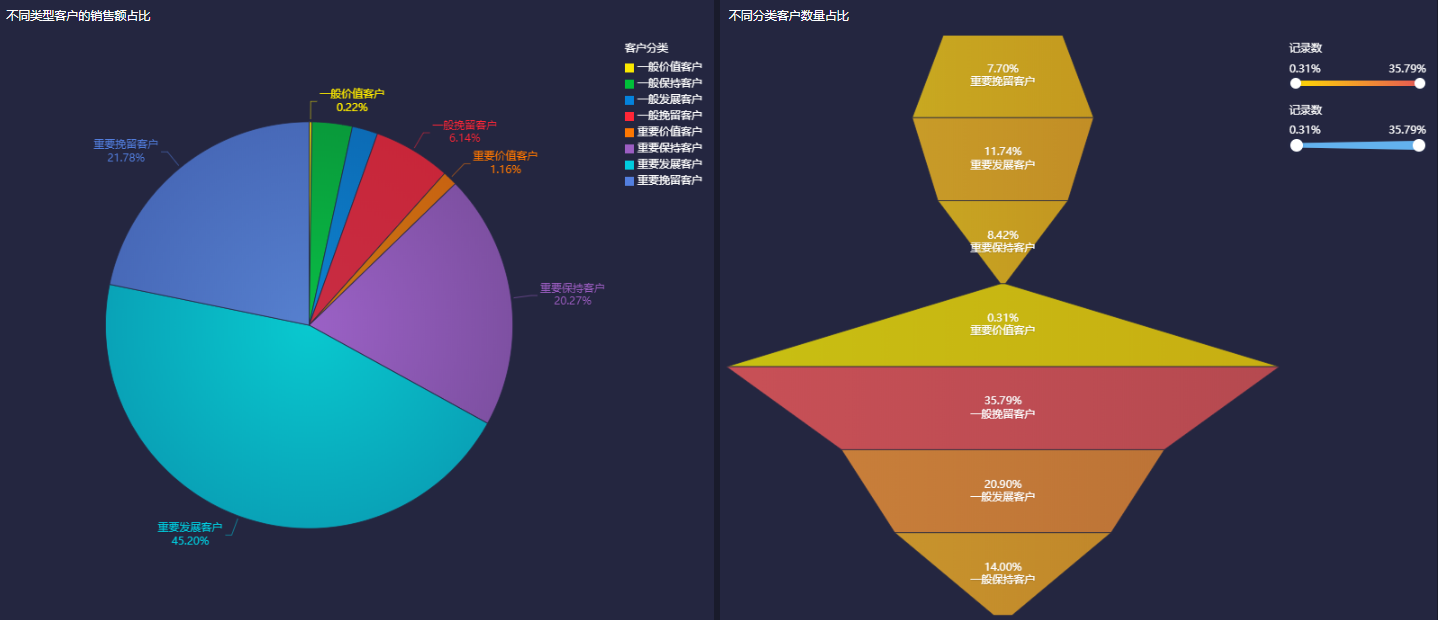 不同类型客户的销售额占比
客户分类
一般价值客户
一般保持客户
一般发展客户
一般挽留客户
重要价值客户
重要保持客户
重要发展客户
重要挽留客户
一般价值客户
0.22%
一般挽留客户
6.14%
重要价值客户
1.16%
重要保持客户
20.27%
重要发展客户
45.20%
重要挽留客户
21.78%
不同分类客户数量占比
7.70%
重要挽留客户
11.74%
重要发展客户
8.42%
重要保持客户
0.31%
重要价值客户
35.79%
一般挽留客户
20.90%
一般发展客户
14.00%
一般保持客户
记录数
0.31% 35.79%
记录数
0.31% 35.79%